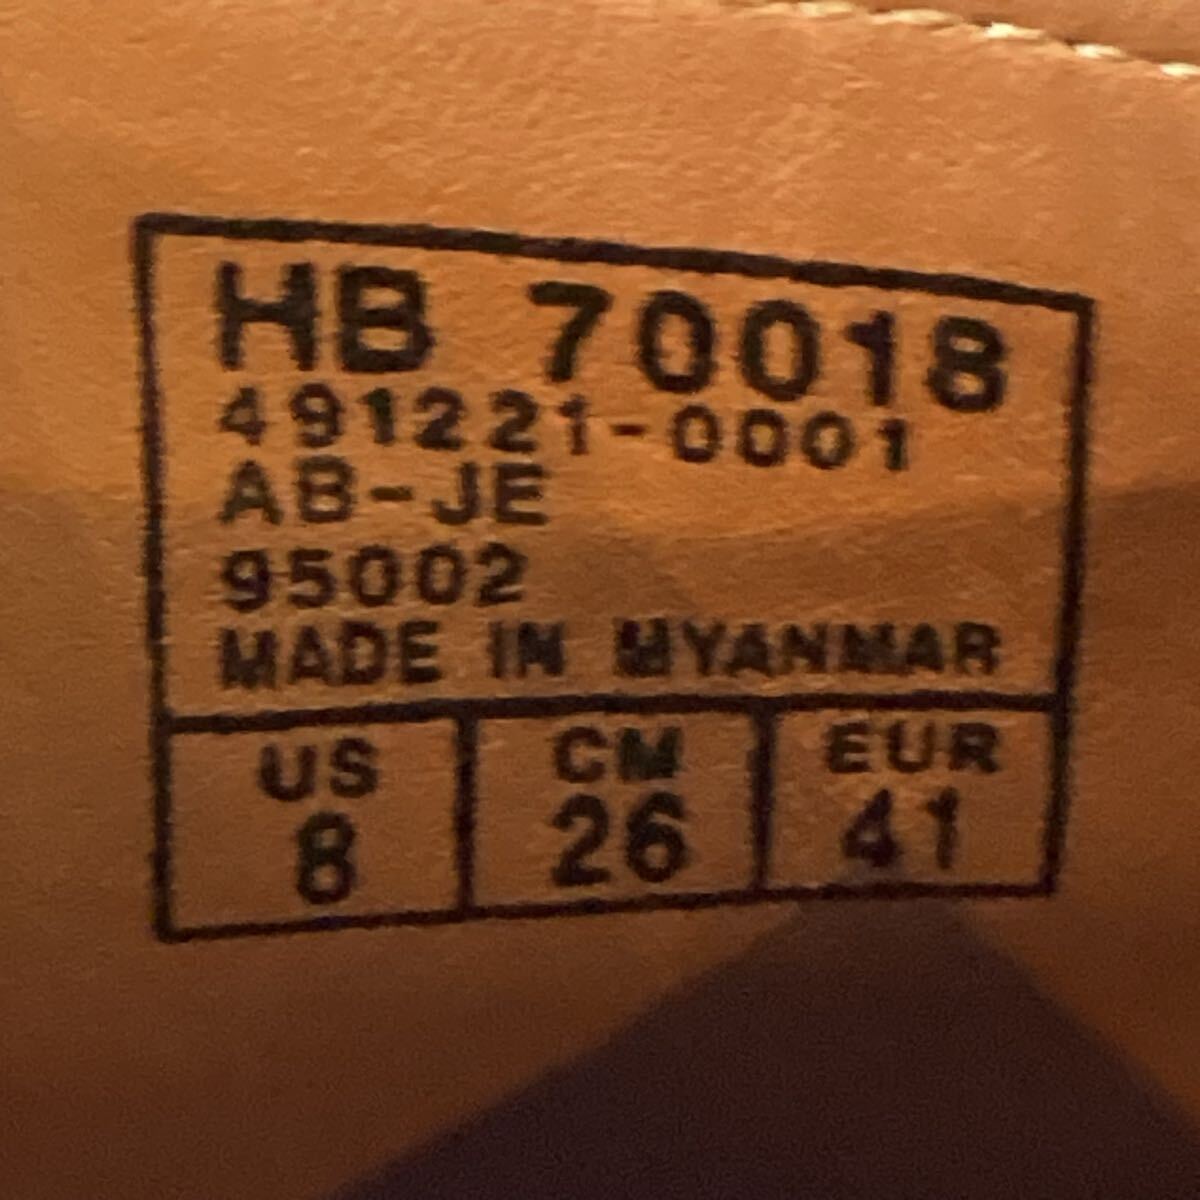 HB 70018
491221-0001
AB-JE
95002
MADE IN MYANMAR
US CM EUR
8 26 41